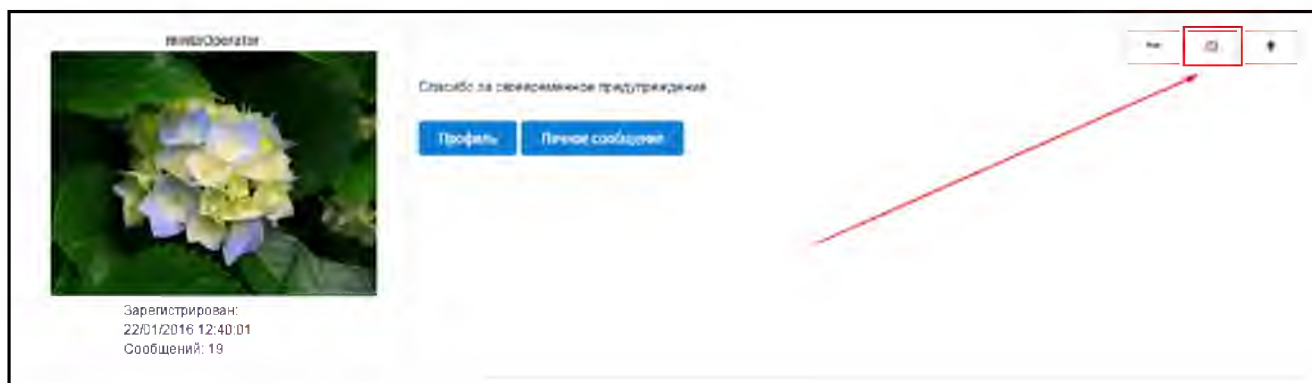 Спасибо за своевременное предупреждение
Профиль
Личное сообщение
Зарегистрирован:
22/01/2016 12:40:01
Сообщений: 19